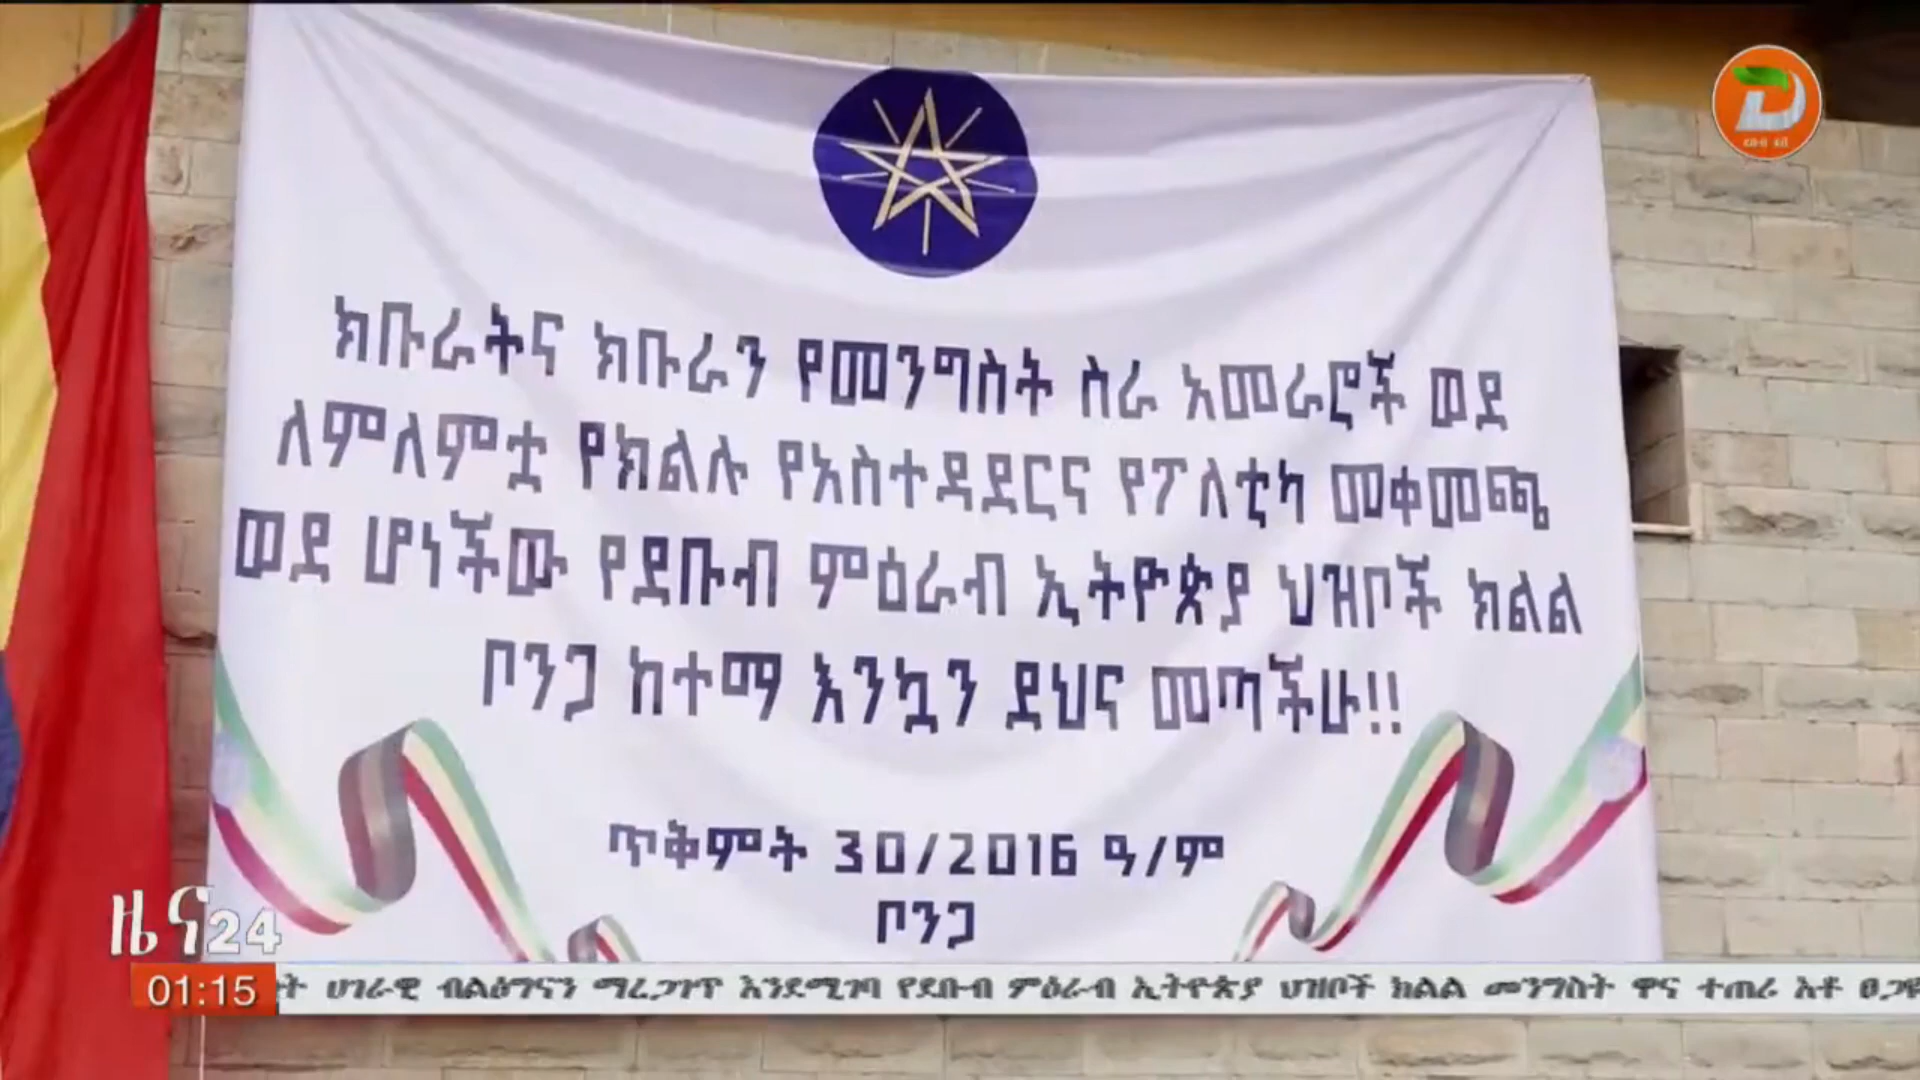 ክቡራትና ክቡራን የመንግስት ስራ አመራሮች ወደ
ለምለምቷ የክልሉ የአስተዳደርና የፖለቲካ መቀመጫ
ወደ ሆነችው የደቡብ ምዕራብ ኢትዮጵያ ህዝቦች ክልል
ቦንጋ ከተማ እንኳን ደህና መጣችሁ!!
ጥቅምት 30/2016 ዓ/ም
ቦንጋ
ዜና24
01:15
ሀገራዊ ብልፅግናን ማረጋገጥ እንደሚገባ የደቡብ ምዕራብ ኢትዮጵያ ህዝቦች ክልል መንግስት ዋና ተጠሪ አቶ